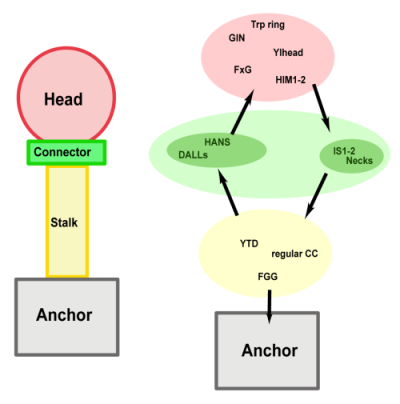 Head
Connector
Stalk
Anchor
Trp ring
GIN
Ylhead
FxG
HIM1-2
HANS
DALLs
IS1-2
Necks
YTD
regular CC
FGG
Anchor